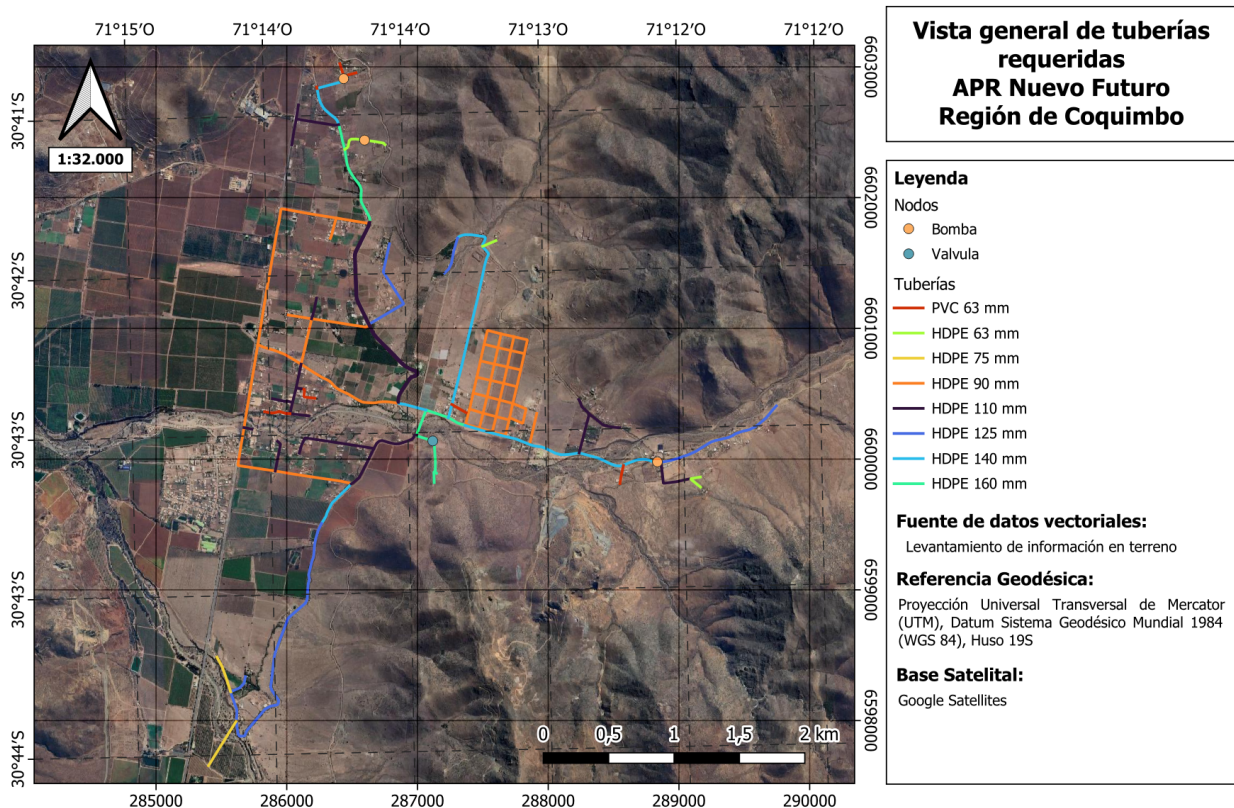 71°15'O 71°14'O 71°14'O 71°13'O 71°12'O 71°12'O
Vista general de tuberías
requeridas
APR Nuevo Futuro
Región de Coquimbo
1:32.000
30°41'S
30°42'S
30°43'S
30°43'S
30°44'S
6603000
6602000
6601000
6600000
6599000
6598000
0 0,5 1 1,5 2 km
285000 286000 287000 288000 289000 290000
Leyenda
Nodos
Bomba
Valvula
Tuberías
PVC 63 mm
HDPE 63 mm
HDPE 75 mm
HDPE 90 mm
HDPE 110 mm
HDPE 125 mm
HDPE 140 mm
HDPE 160 mm
Fuente de datos vectoriales:
Levantamiento de información en terreno
Referencia Geodésica:
Proyección Universal Transversal de Mercator
(UTM), Datum Sistema Geodésico Mundial 1984
(WGS 84), Huso 19S
Base Satelital:
Google Satellites